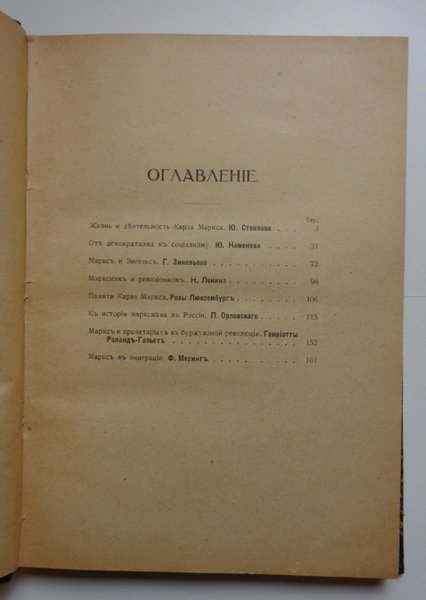 ОГЛАВЛЕНІЕ.
Стр.
Жизнь и дѣятельность Карла Маркса. Ю. Стеклова . . . . 3
Отъ демократизма къ соціализму. Ю. Каменева . . . . . 31
Марксъ и Энгельсъ. Г. Зиновьева . . . . . . . . . . 72
Марксизмъ и ревизіонизмъ. Н. Ленина . . . . . . . . 98
Памяти Карла Маркса. Розы Люксембургъ . . . . . . . 106
Къ исторіи марксизма въ Россіи. П. Орловскаго . . . . . 115
Марксъ и пролетаріатъ въ буржуазной революціи. Генріэтты
Роландъ-Гольстъ . . . . . . . . . . . . . . 152
Марксъ въ эмиграціи. Ф. Мерингъ . . . . . . . . . . 161